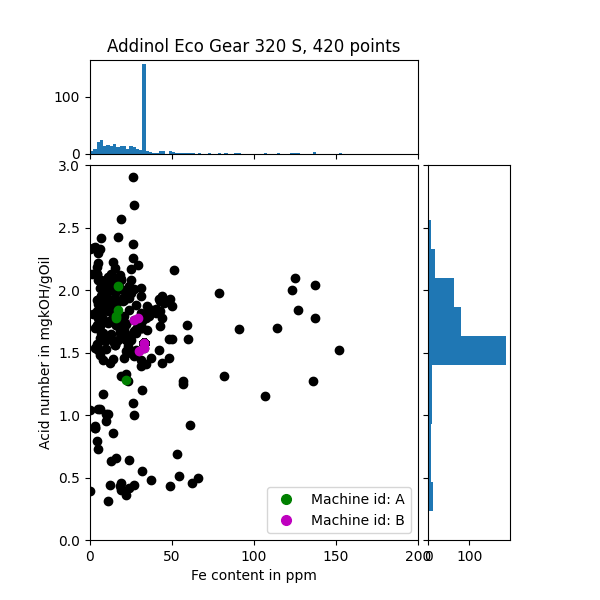 Addinol Eco Gear 320 S, 420 points
100
0
3.0
2.5
2.0
1.5
1.0
0.5
0.0
Acid number in mgkOH/gOil
Machine id: A
Machine id: B
0 50 100 150 200
0 100
Fe content in ppm